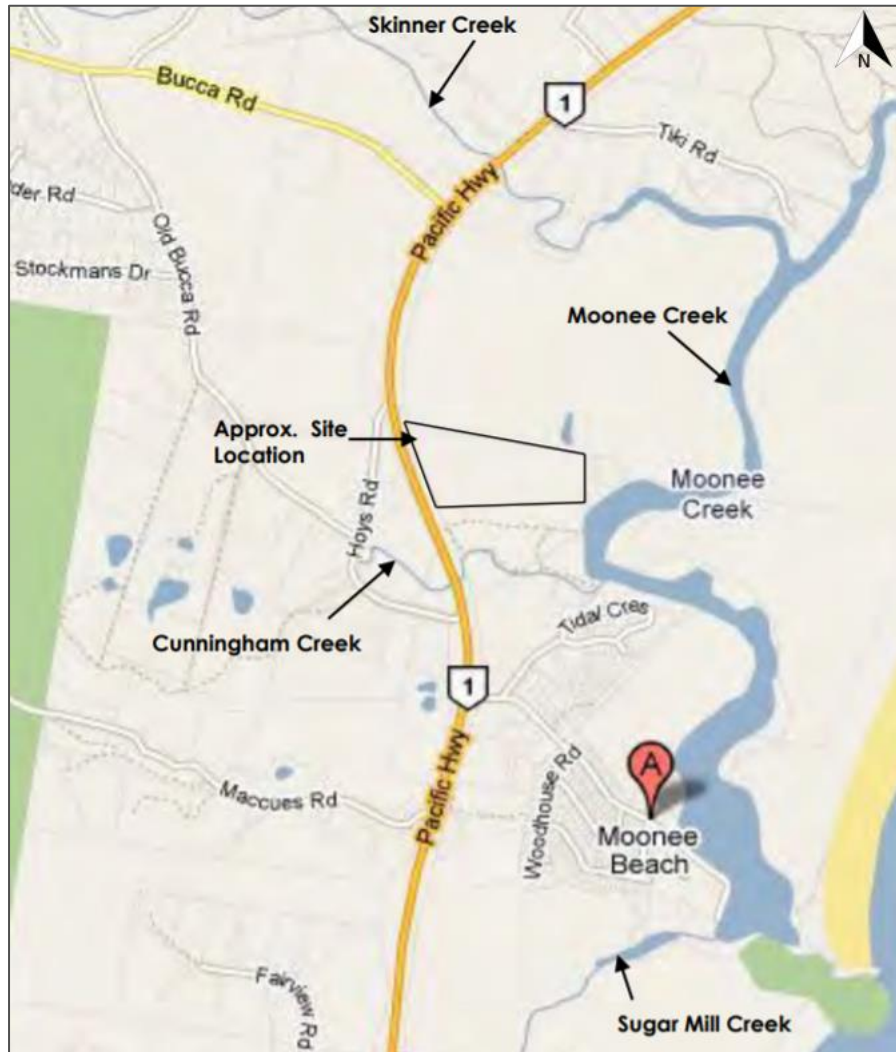 Skinner Creek
N
Bucca Rd
1
Tiki Rd
der Rd
Old Bucca Rd
Pacific Hwy
Stockmans Dr
Moonee Creek
Approx. Site
Location
Moonee
Creek
Hoys Rd
Cunningham Creek
Tidal Cres
1
Maccues Rd
Pacific Hwy
Woodhouse Rd
A
Moonee
Beach
Fairview Rd
Sugar Mill Creek